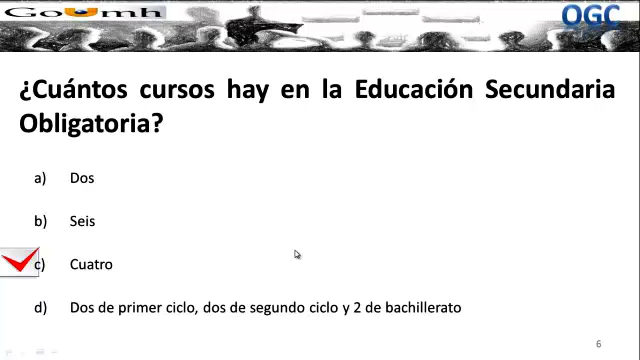 GOUmh
OGC
¿Cuántos cursos hay en la Educación Secundaria
Obligatoria?
a) Dos
b) Seis
c) Cuatro
d) Dos de primer ciclo, dos de segundo ciclo y 2 de bachillerato
6